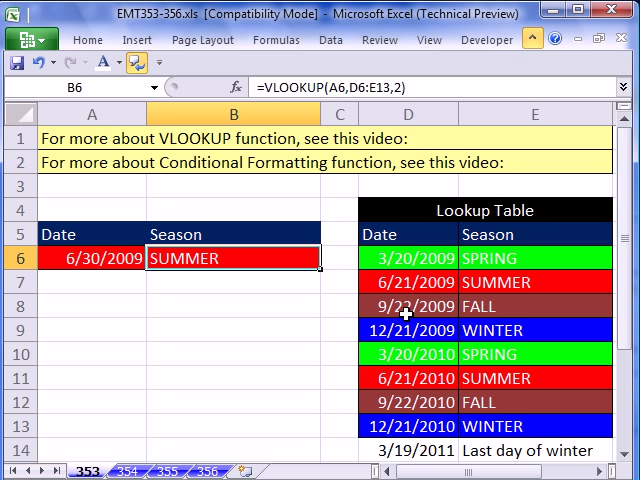 EMT353-356.xls [Compatibility Mode] - Microsoft Excel (Technical Preview)
Home Insert Page Layout Formulas Data Review View Developer
B6 fx =VLOOKUP(A6,D6:E13,2)
A B C D E
1 For more about VLOOKUP function, see this video:
2 For more about Conditional Formatting function, see this video:
3
4 Lookup Table
5 Date Season Date Season
6 6/30/2009 SUMMER 3/20/2009 SPRING
7 6/21/2009 SUMMER
8 9/22/2009 FALL
9 12/21/2009 WINTER
10 3/20/2010 SPRING
11 6/21/2010 SUMMER
12 9/22/2010 FALL
13 12/21/2010 WINTER
14 3/19/2011 Last day of winter
353 354 355 356